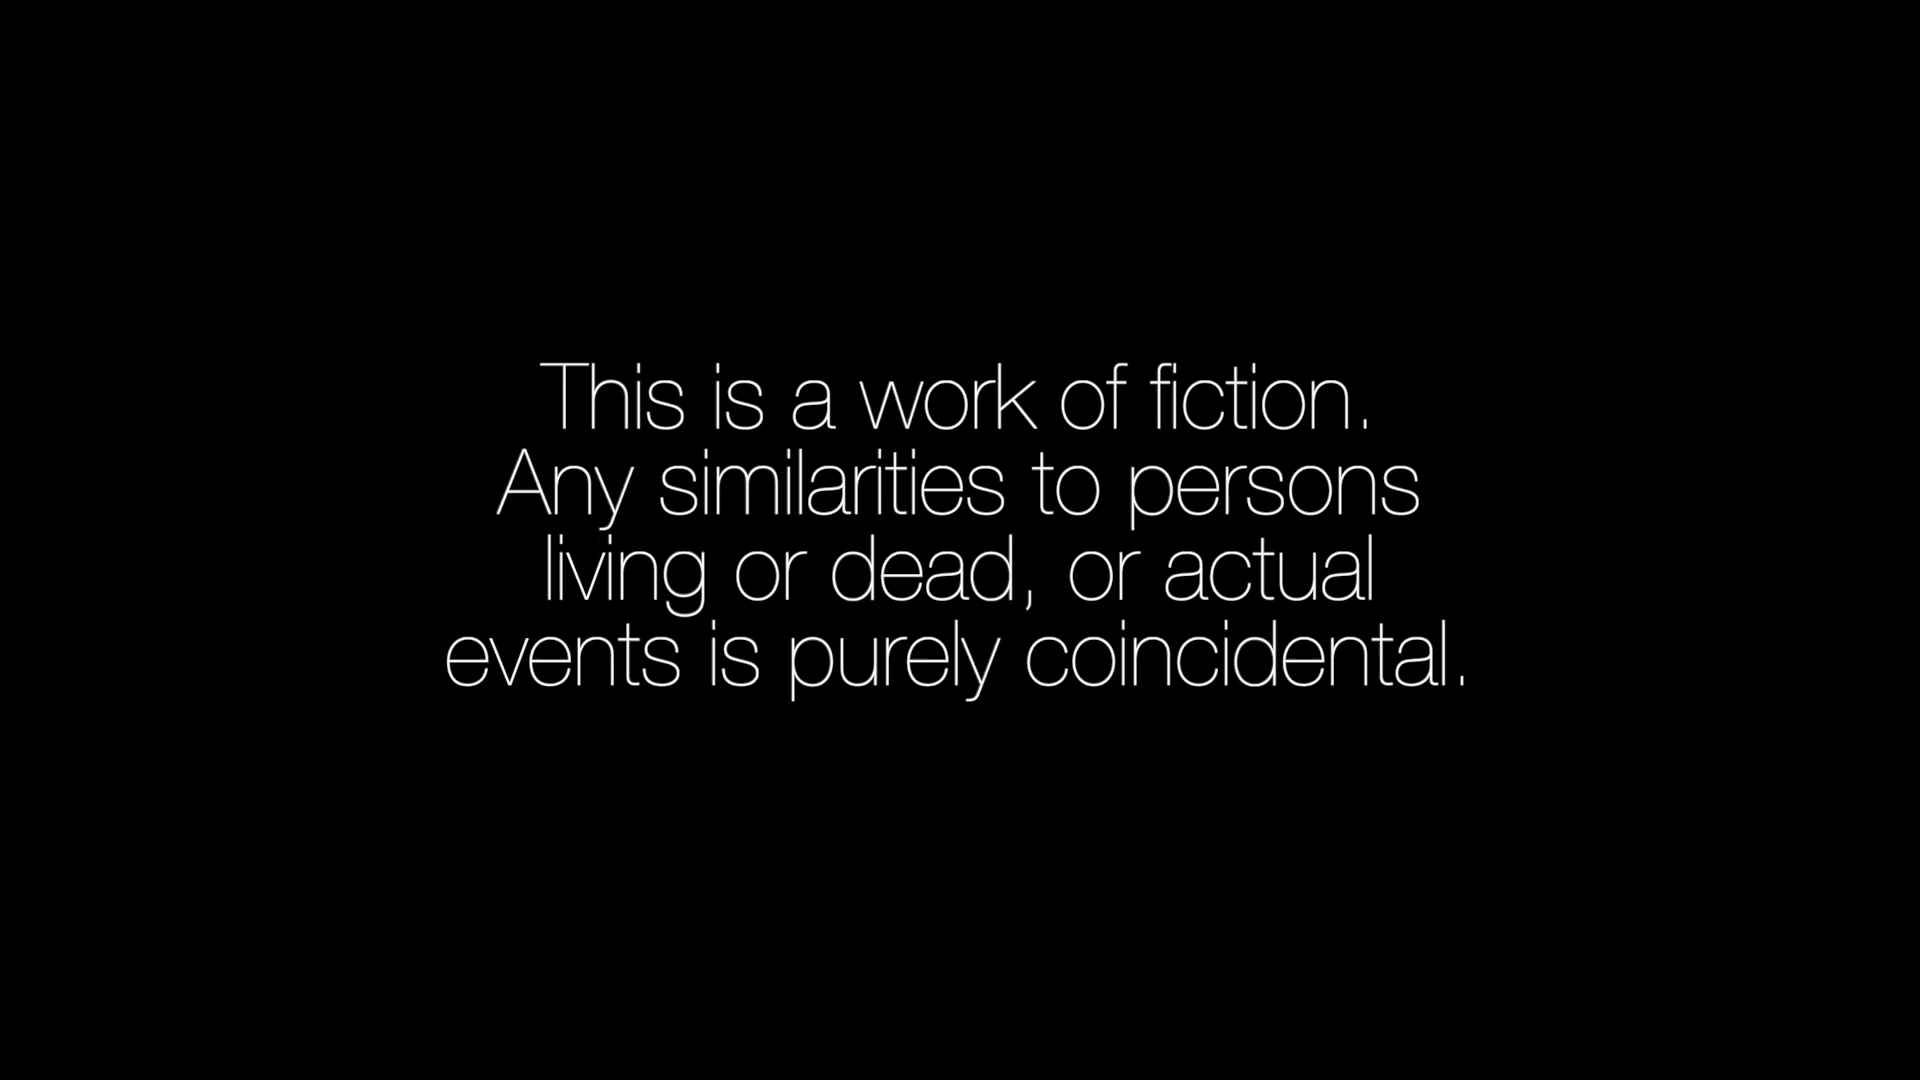 This is a work of fiction.
Any similarities to persons
living or dead, or actual
events is purely coincidental.